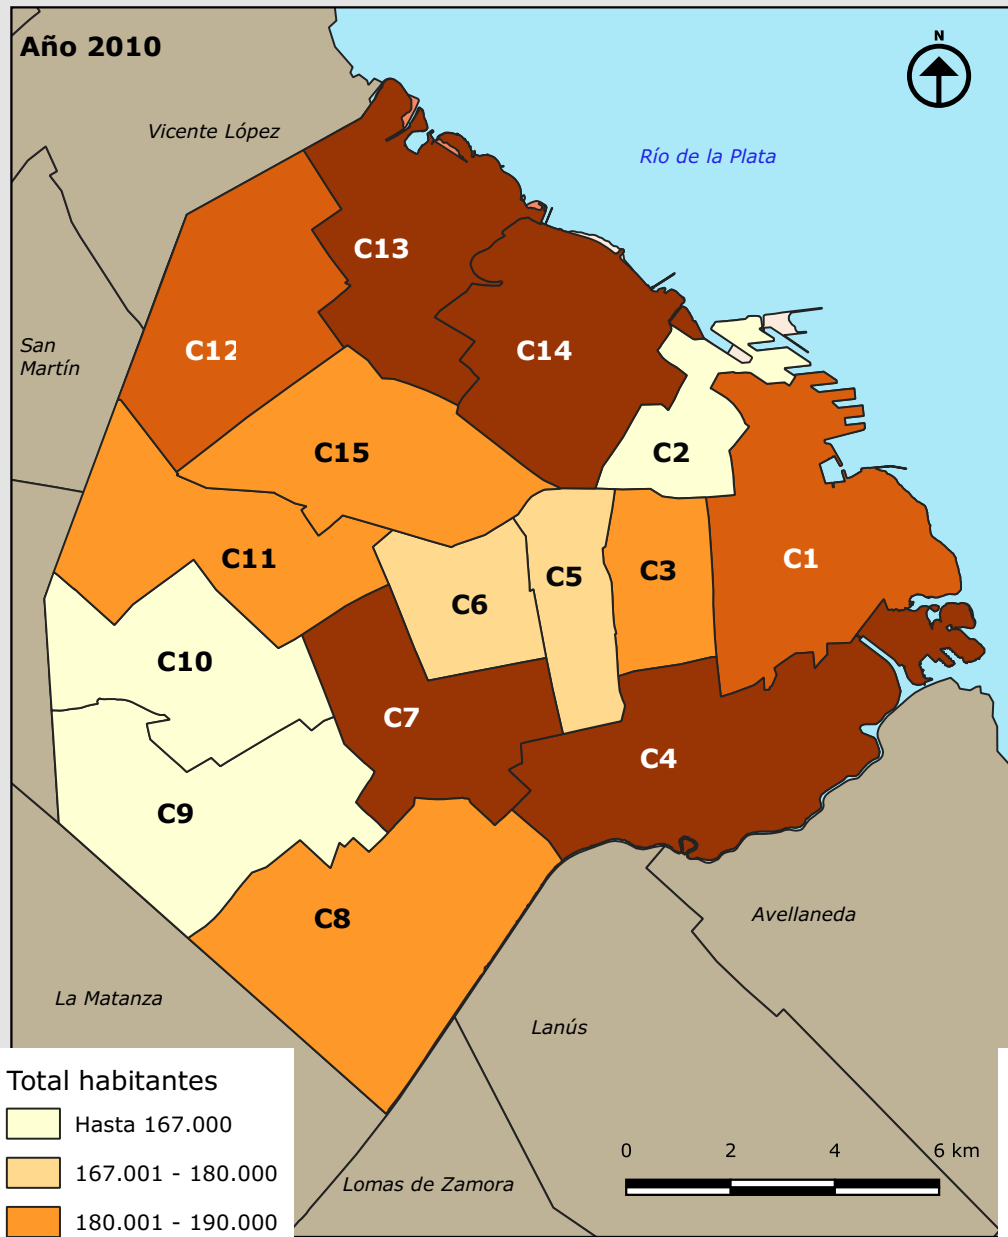 Año 2010
N
Vicente López
Río de la Plata
C13
San
Martín
C12
C14
C15
C2
C11
C5
C3
C1
C6
C10
C7
C4
C9
C8
Avellaneda
La Matanza
Lanús
Total habitantes
Hasta 167.000
167.001 - 180.000
180.001 - 190.000
0 2 4 6 km
Lomas de Zamora